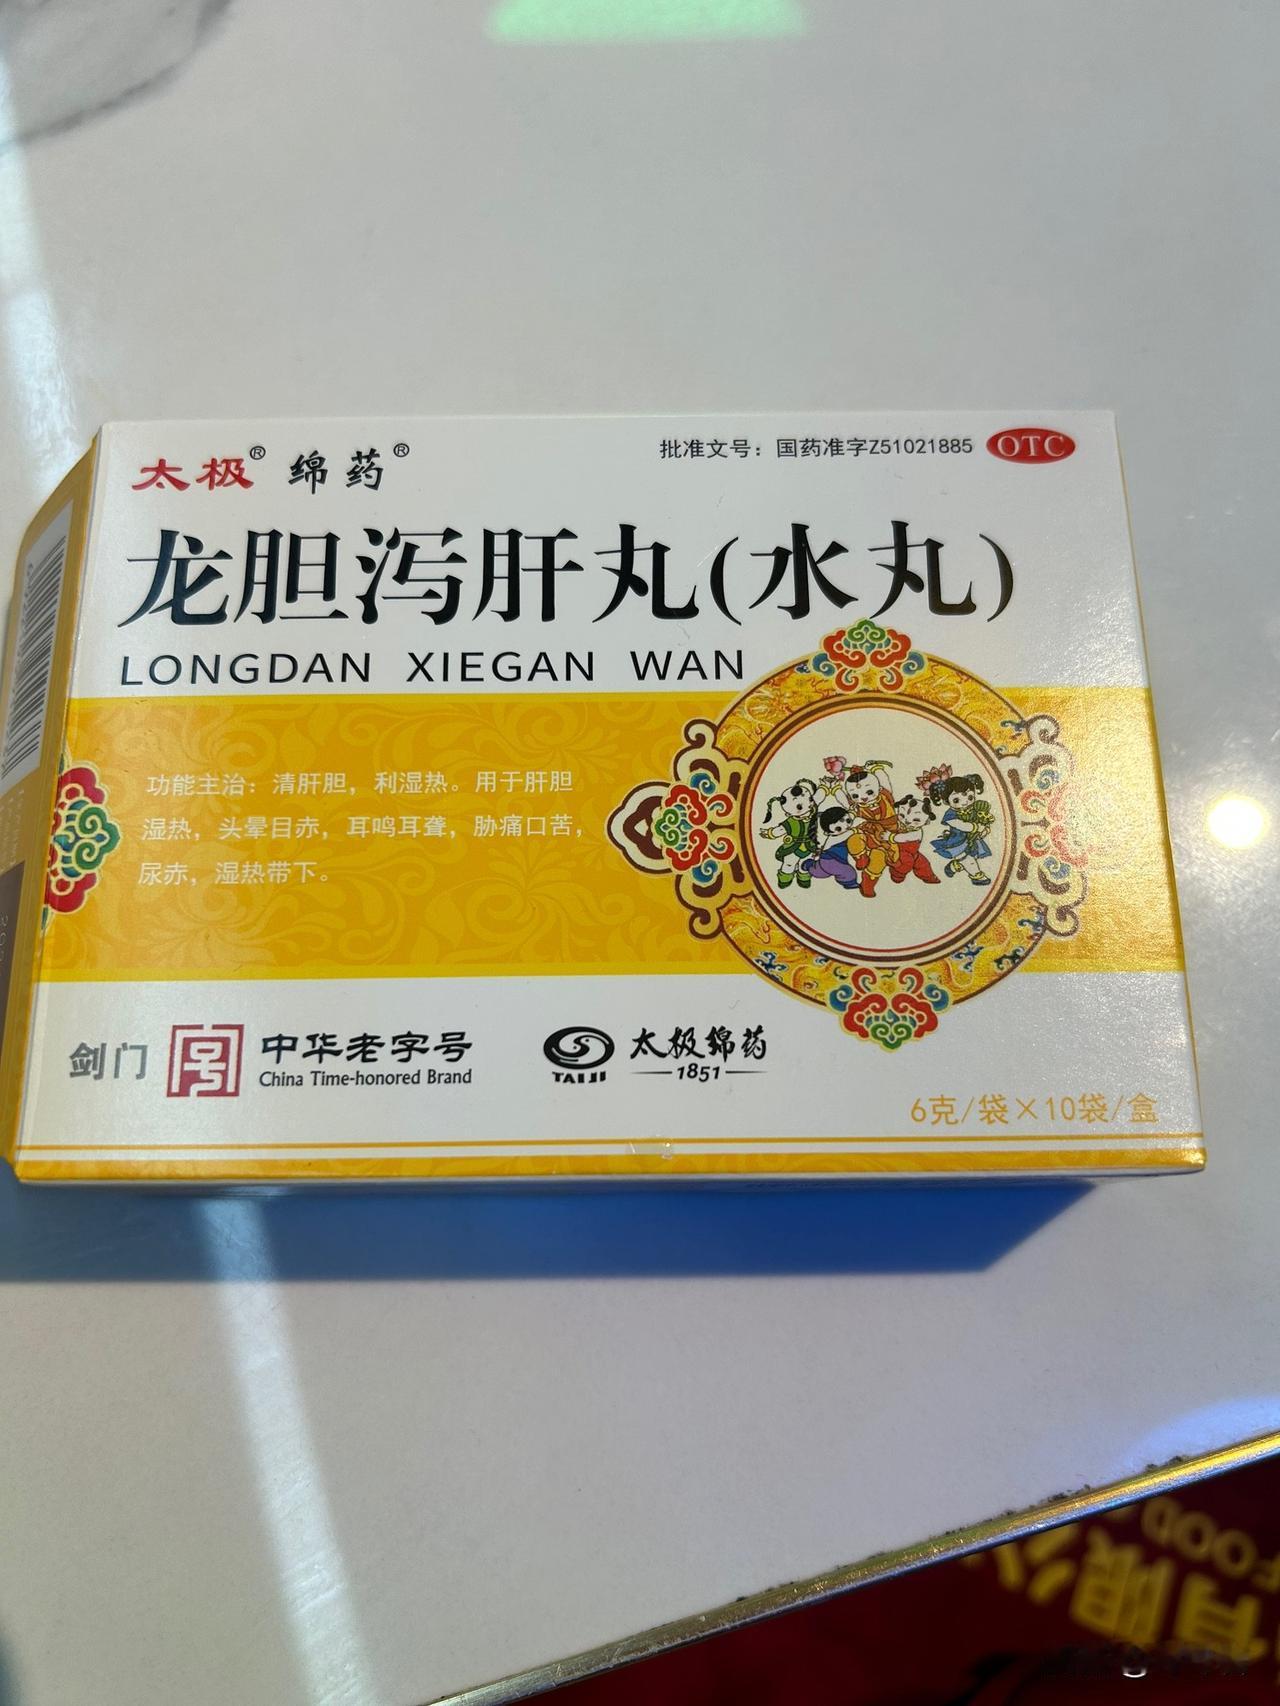 太极® 绵药®
批准文号：国药准字Z51021885 OTC
龙胆泻肝丸(水丸)
LONGDAN XIEGAN WAN
功能主治：清肝胆，利湿热。用于肝胆
湿热，头晕目赤，耳鸣耳聋，胁痛口苦，
尿赤，湿热带下。
剑门 中华老字号 太极绵药
China Time-honored Brand TAIJI 1851
6克/袋×10袋/盒
有限公
FOOD